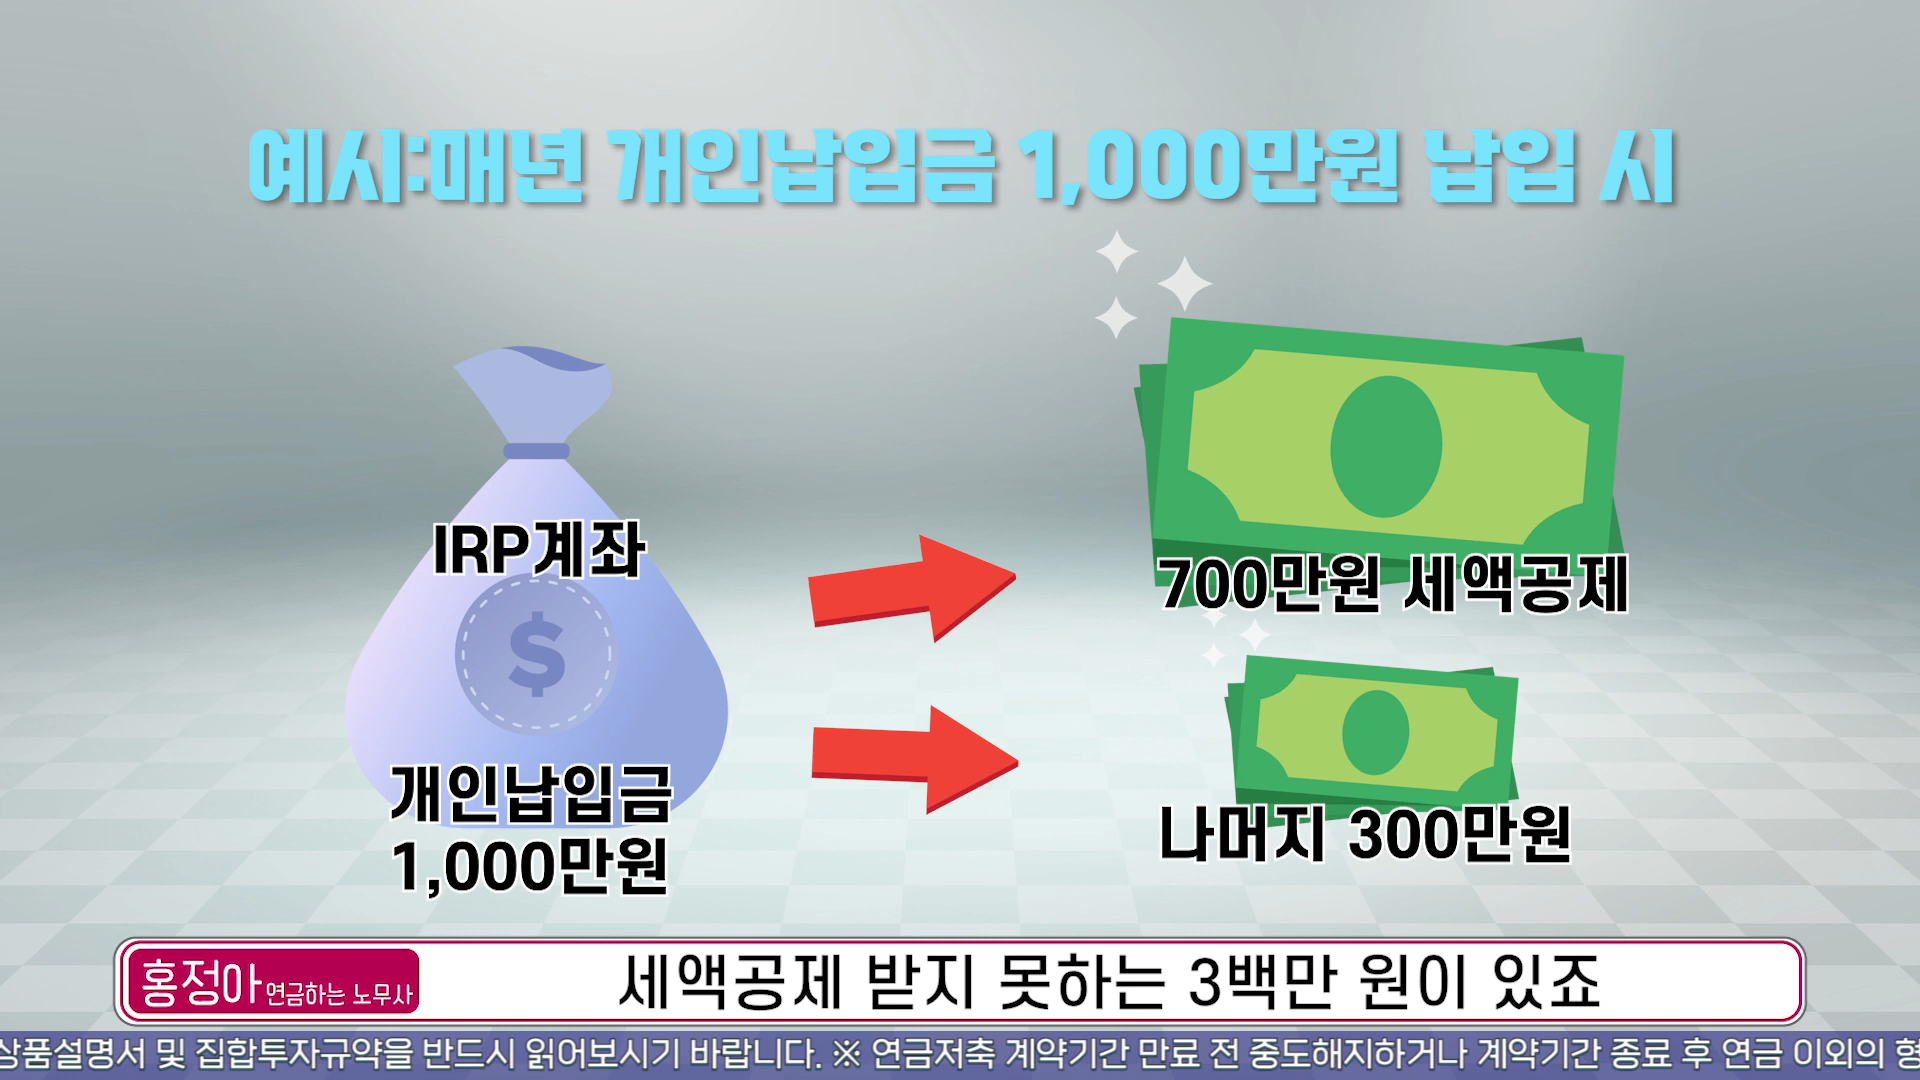 예시:매년 개인납입금 1,000만원 납입 시
IRP계좌
$
개인납입금
1,000만원
700만원 세액공제
나머지 300만원
홍정아 연금하는 노무사
세액공제 받지 못하는 3백만 원이 있죠
상품설명서 및 집합투자규약을 반드시 읽어보시기 바랍니다. ※ 연금저축 계약기간 만료 전 중도해지하거나 계약기간 종료 후 연금 이외의 형